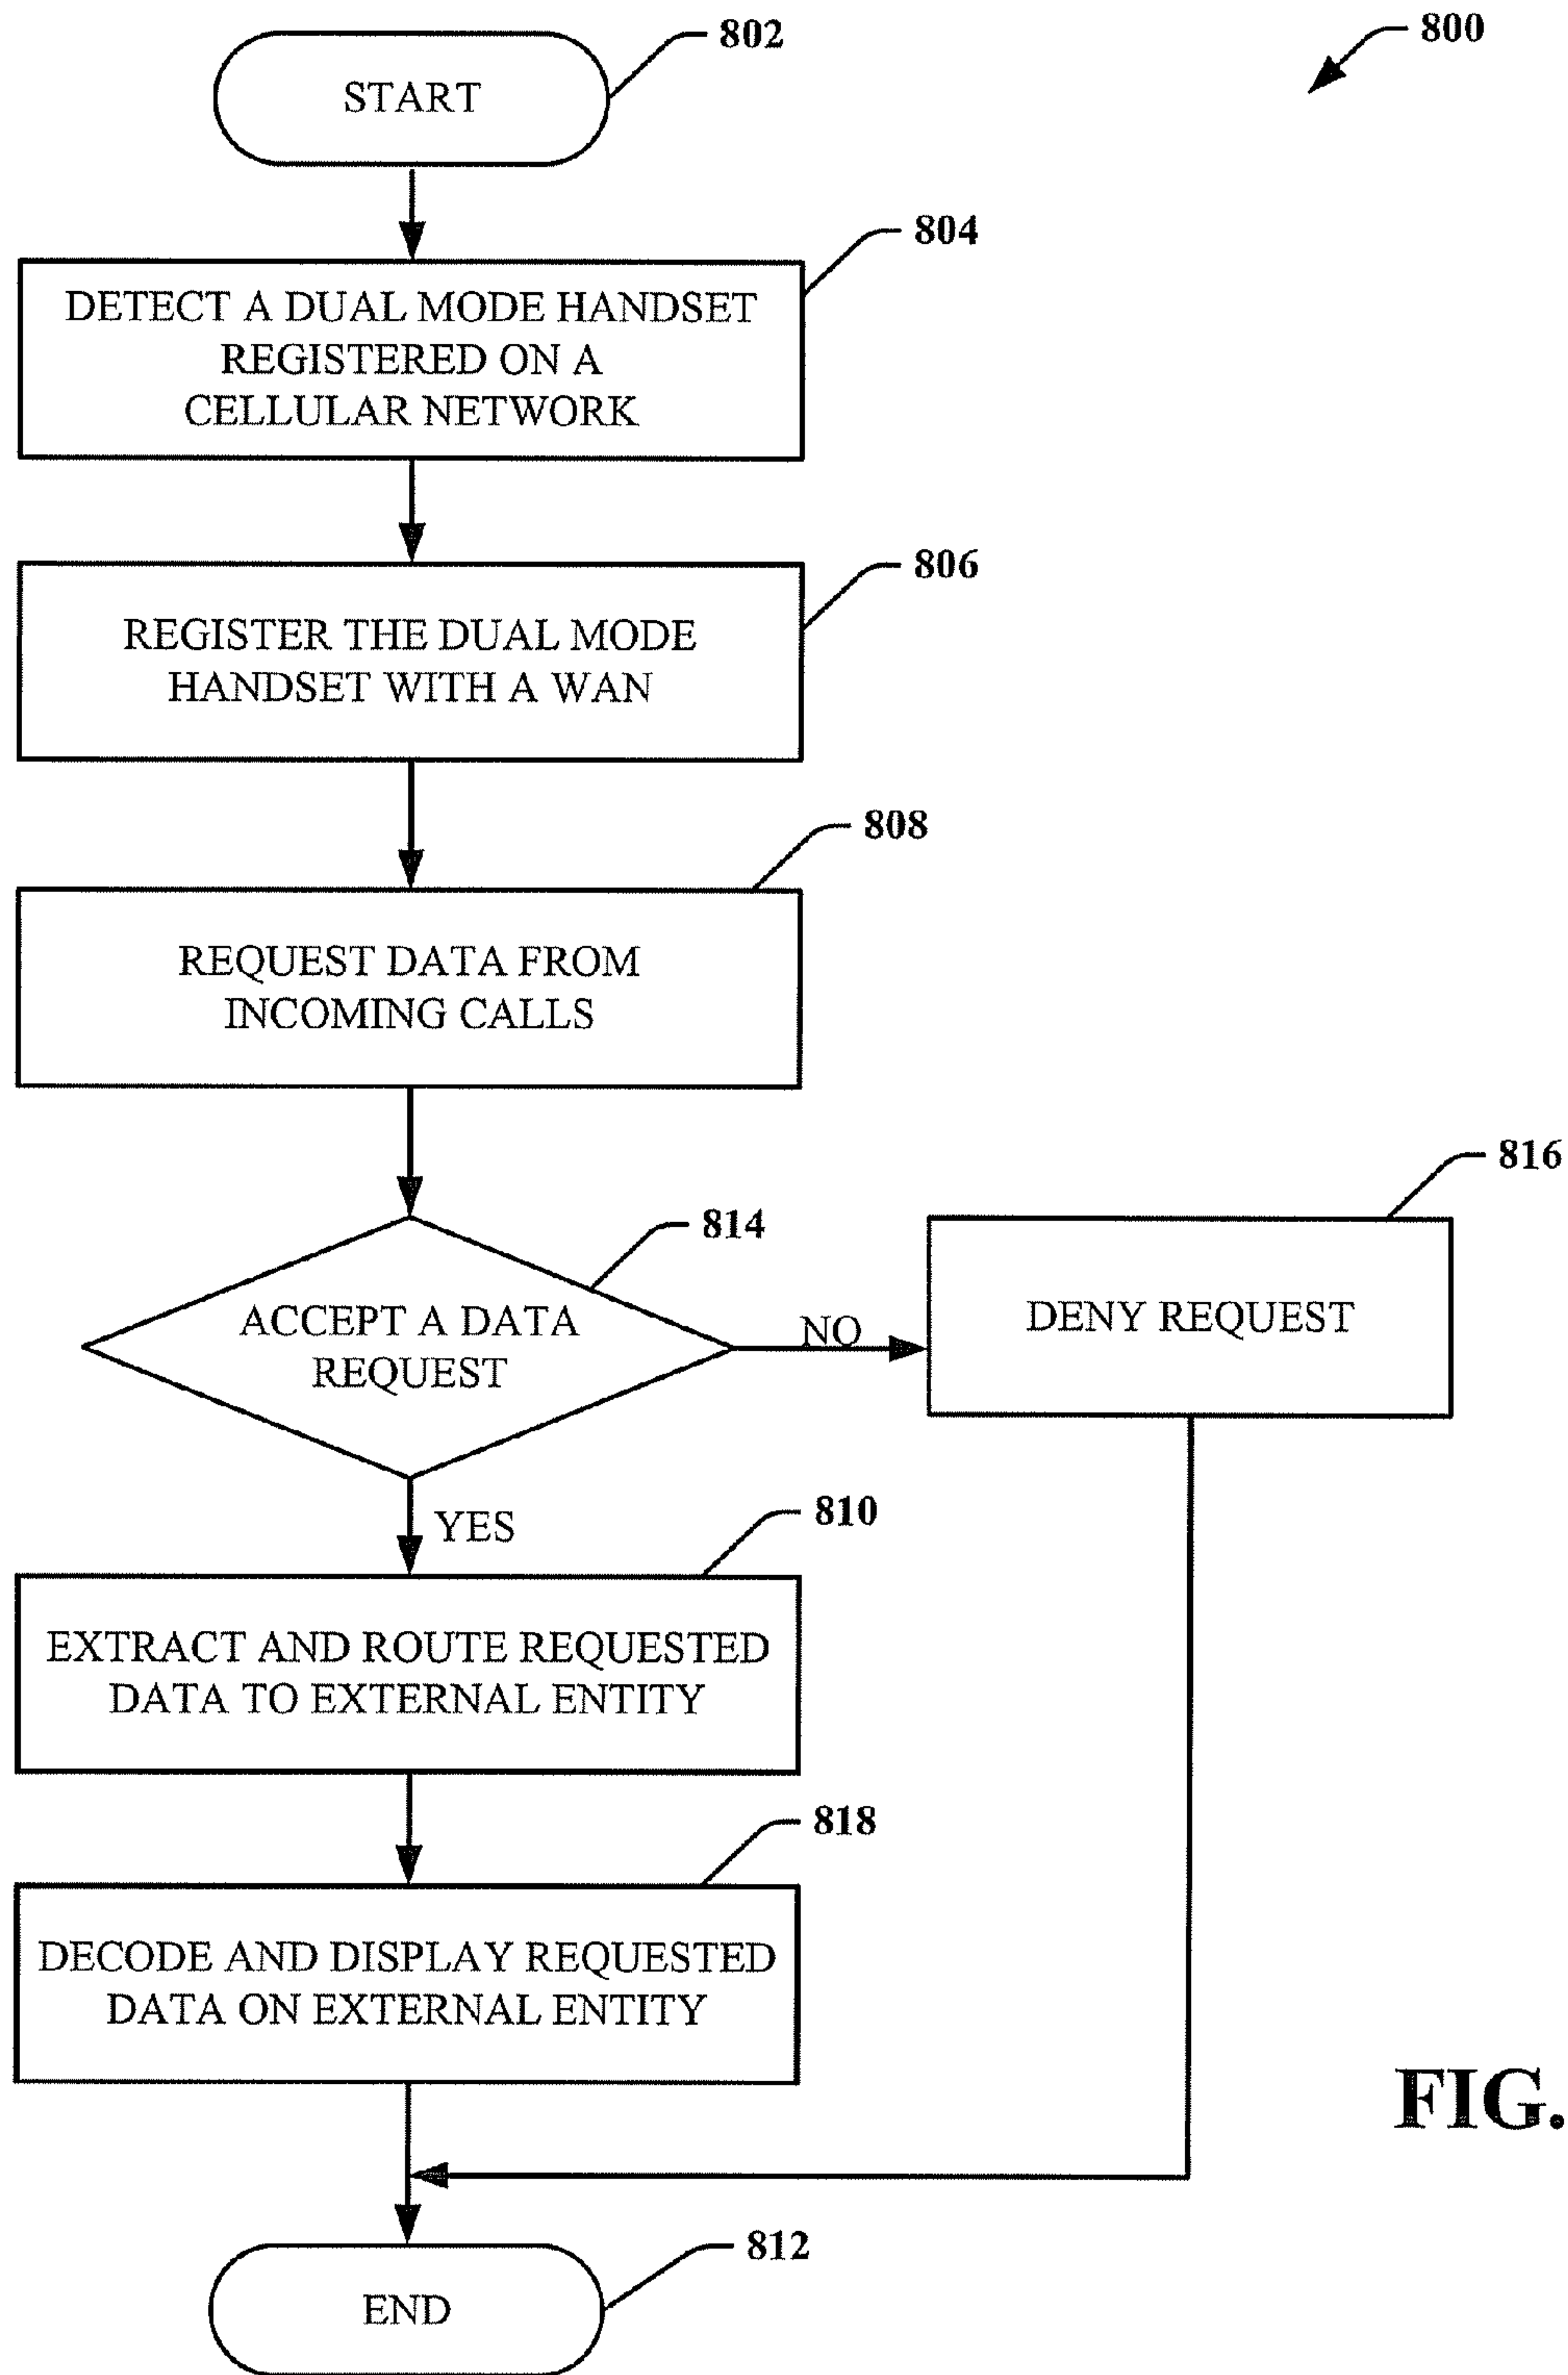 802
800
START
804
DETECT A DUAL MODE HANDSET
REGISTERED ON A
CELLULAR NETWORK
806
REGISTER THE DUAL MODE
HANDSET WITH A WAN
808
REQUEST DATA FROM
INCOMING CALLS
814
816
ACCEPT A DATA
REQUEST
NO
DENY REQUEST
YES
810
EXTRACT AND ROUTE REQUESTED
DATA TO EXTERNAL ENTITY
818
DECODE AND DISPLAY REQUESTED
DATA ON EXTERNAL ENTITY
FIG.
812
END